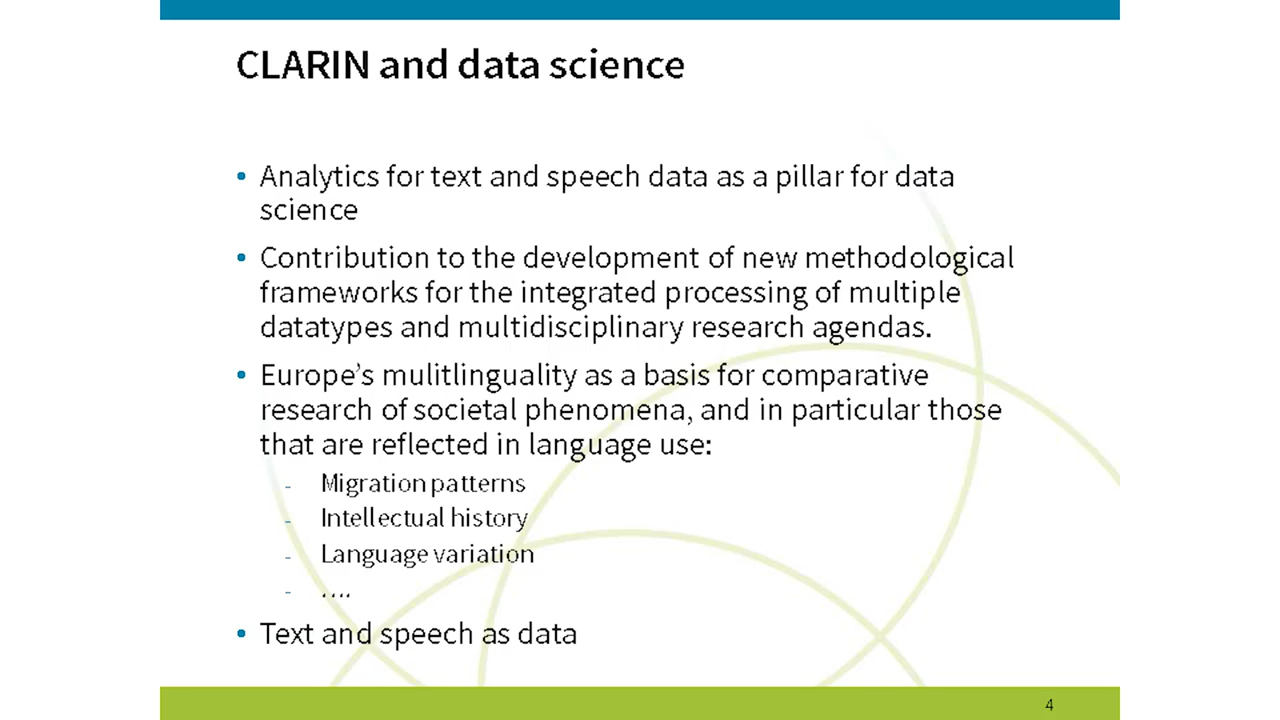 CLARIN and data science
• Analytics for text and speech data as a pillar for data
science
• Contribution to the development of new methodological
frameworks for the integrated processing of multiple
datatypes and multidisciplinary research agendas.
• Europe’s mulitlinguality as a basis for comparative
research of societal phenomena, and in particular those
that are reflected in language use:
- Migration patterns
- Intellectual history
- Language variation
- ....
• Text and speech as data
4